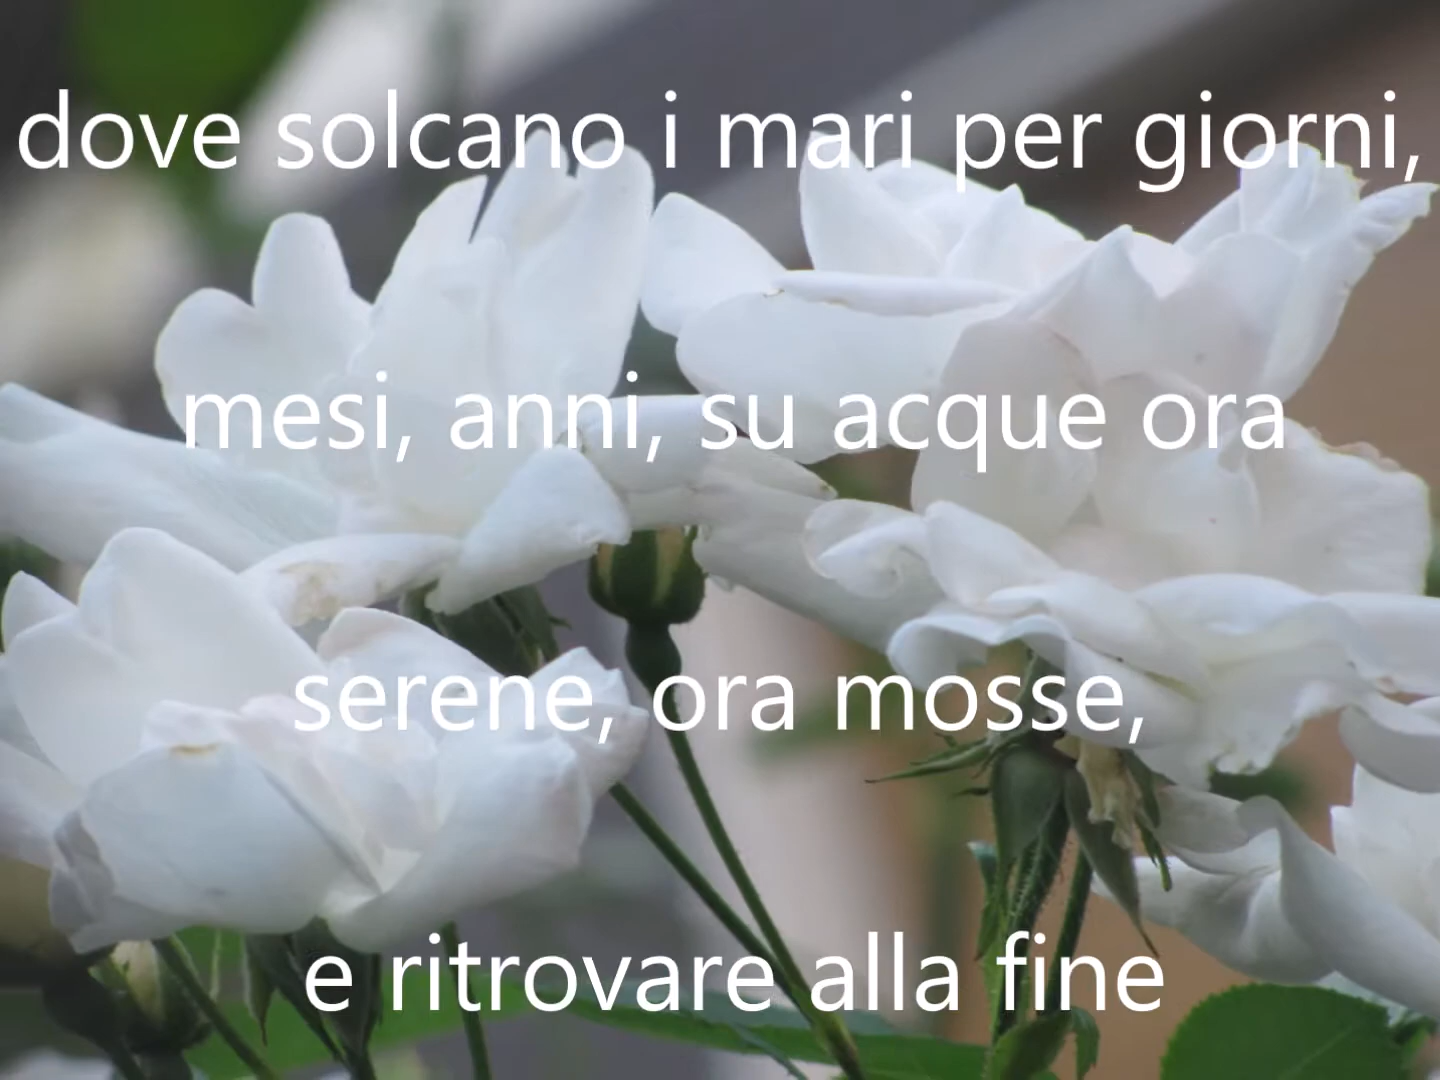 dove solcano i mari per giorni,
mesi, anni, su acque ora
serene, ora mosse,
e ritrovare alla fine